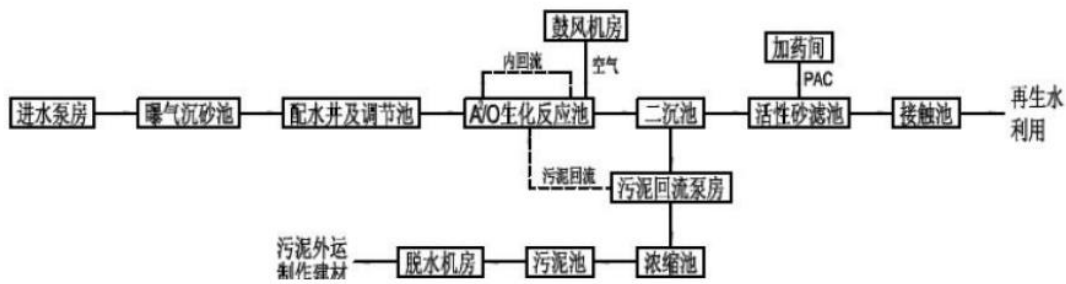 鼓风机房
加药间
内回流
空气
PAC
进水泵房
曝气沉砂池
配水井及调节池
A/O生化反应池
二沉池
活性砂滤池
接触池
再生水
利用
污泥回流
污泥回流泵房
污泥外运
制作建材
脱水机房
污泥池
浓缩池